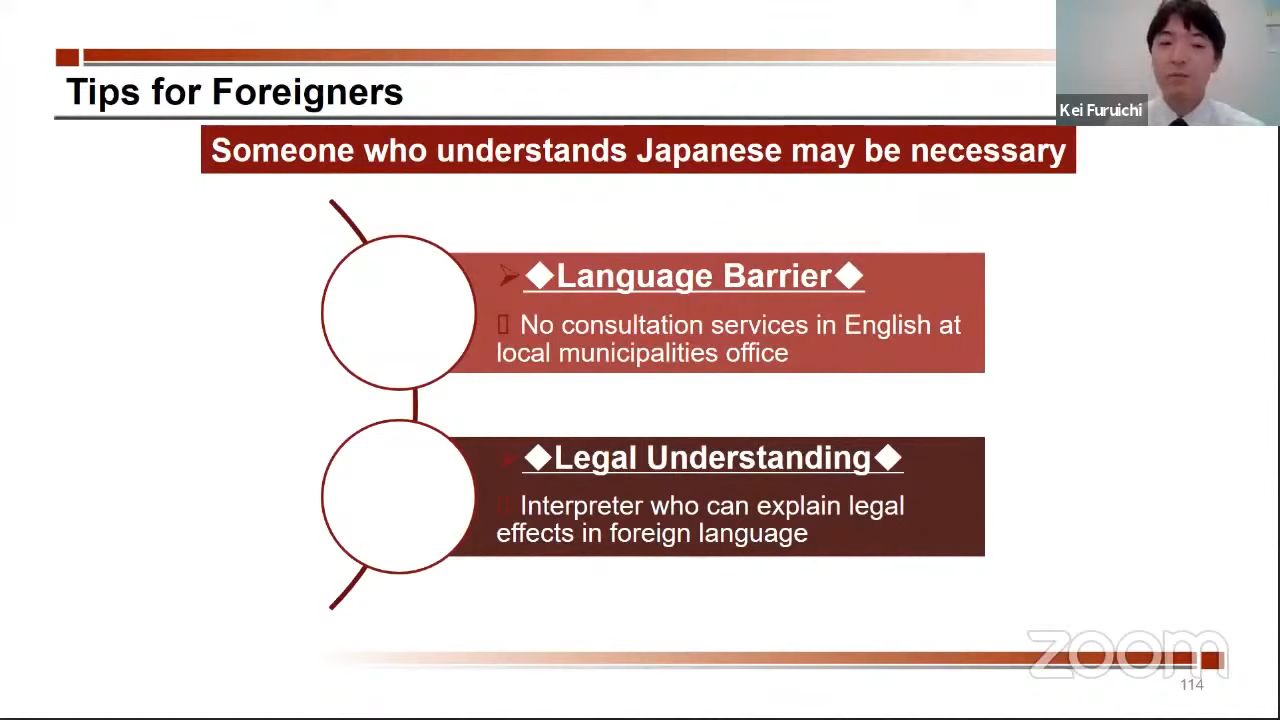 Tips for Foreigners
Kei Furuichi
Someone who understands Japanese may be necessary
◆Language Barrier◆
No consultation services in English at
local municipalities office
◆Legal Understanding◆
Interpreter who can explain legal
effects in foreign language
zoom
114